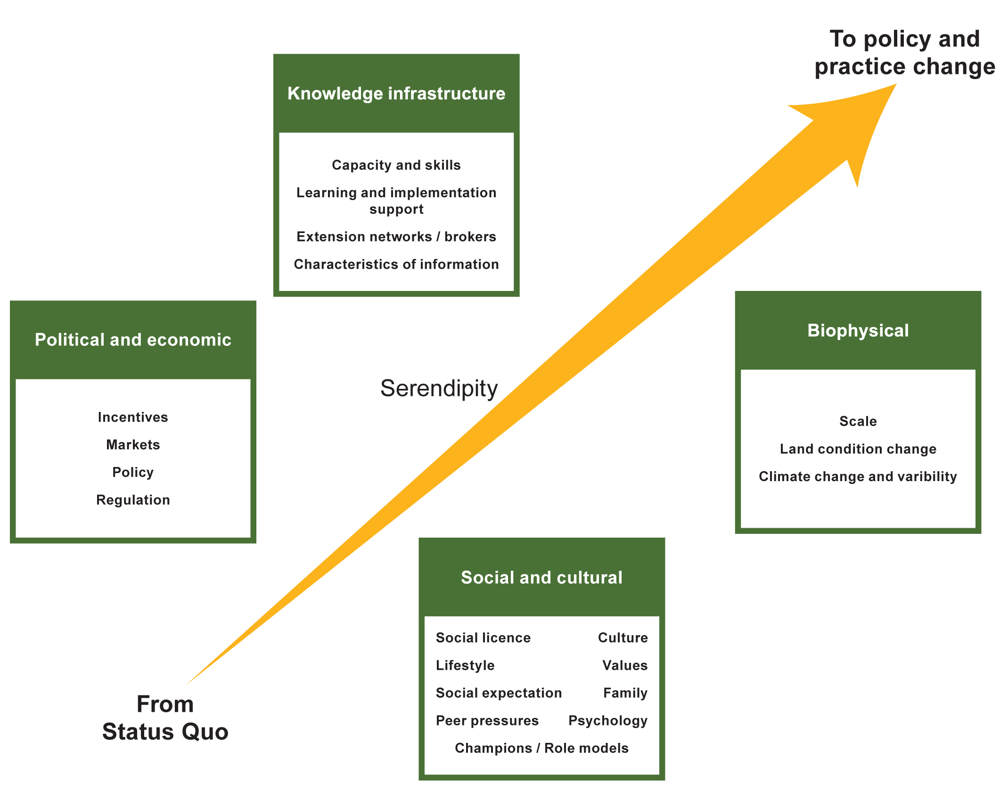 To policy and
practice change
Knowledge infrastructure
Capacity and skills
Learning and implementation
support
Extension networks / brokers
Characteristics of information
Political and economic
Incentives
Markets
Policy
Regulation
Serendipity
Biophysical
Scale
Land condition change
Climate change and varibility
Social and cultural
Social licence Culture
Lifestyle Values
Social expectation Family
Peer pressures Psychology
Champions / Role models
From
Status Quo